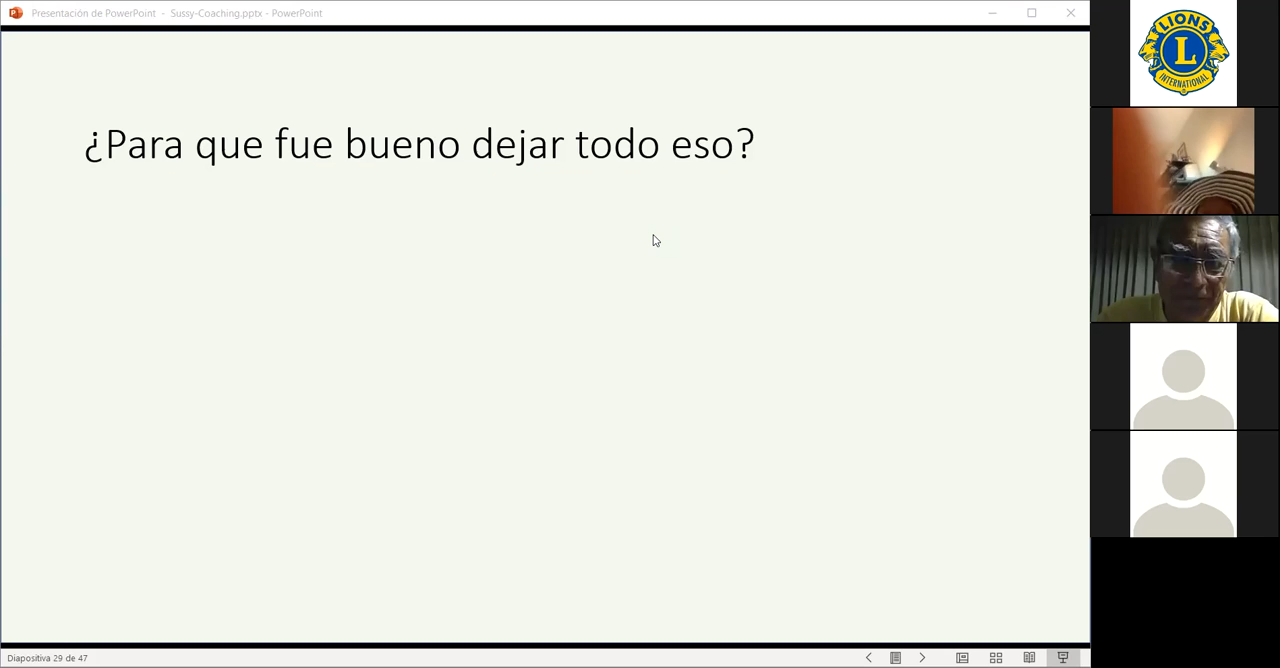 Presentación de PowerPoint - Sussy-Coaching.pptx - PowerPoint
¿Para que fue bueno dejar todo eso?
Diapositiva 29 de 47
LIONS
L
INTERNATIONAL